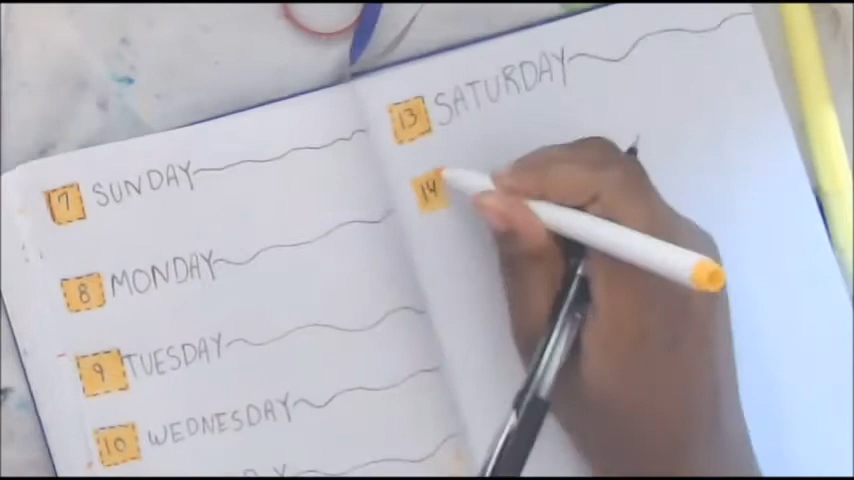 7 SUNDAY
8 MONDAY
9 TUESDAY
10 WEDNESDAY
13 SATURDAY
14